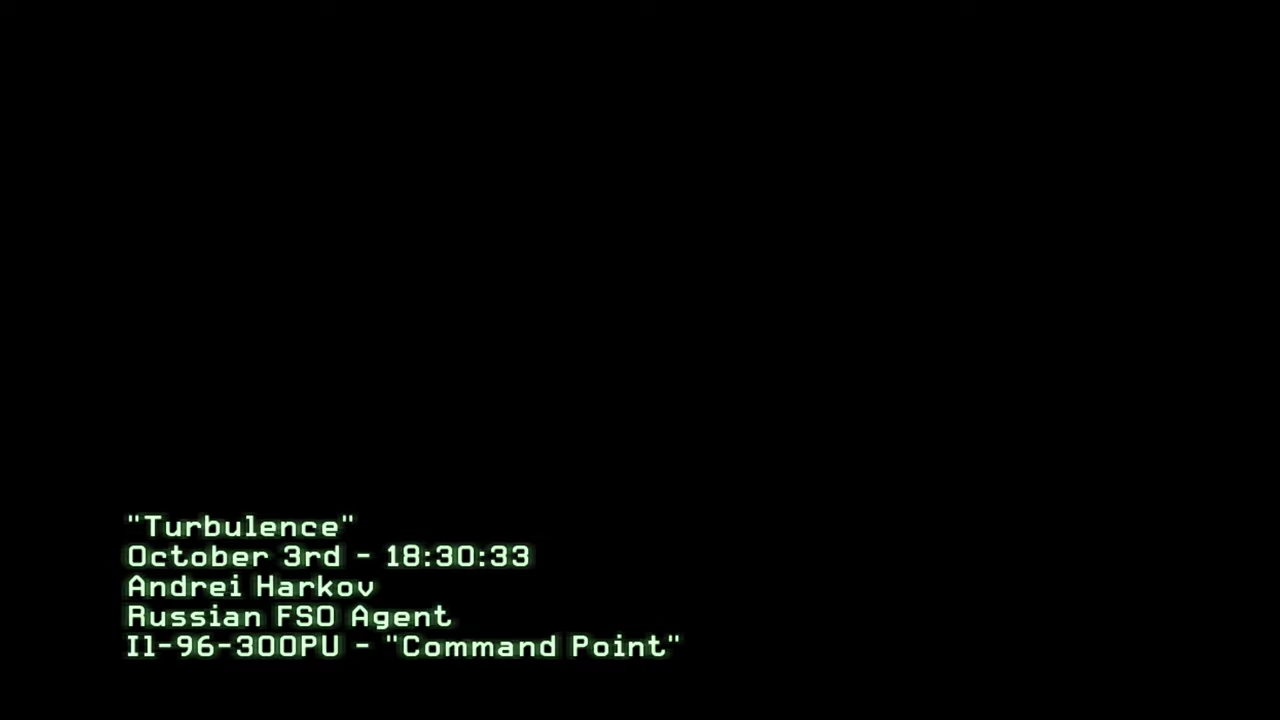 "Turbulence"
October 3rd - 18:30:33
Andrei Harkov
Russian FSO Agent
Il-96-300PU - "Command Point"